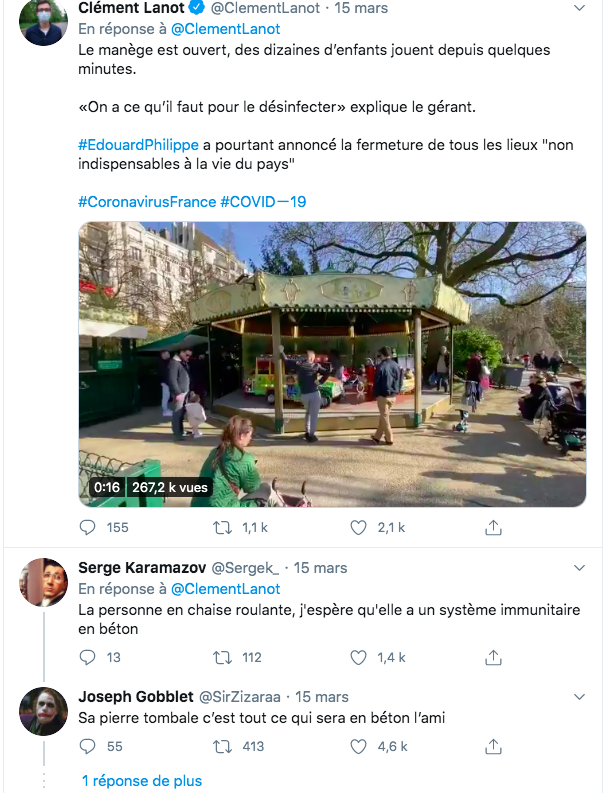 Clément Lanot @ClementLanot · 15 mars
En réponse à @ClementLanot
Le manège est ouvert, des dizaines d’enfants jouent depuis quelques
minutes.
«On a ce qu’il faut pour le désinfecter» explique le gérant.
#EdouardPhilippe a pourtant annoncé la fermeture de tous les lieux "non
indispensables à la vie du pays"
#CoronavirusFrance #COVID—19
0:16 267,2 k vues
155 1,1 k 2,1 k
Serge Karamazov @Sergek_ · 15 mars
En réponse à @ClementLanot
La personne en chaise roulante, j'espère qu'elle a un système immunitaire
en béton
13 112 1,4 k
Joseph Gobblet @SirZizaraa · 15 mars
Sa pierre tombale c’est tout ce qui sera en béton l’ami
55 413 4,6 k
1 réponse de plus